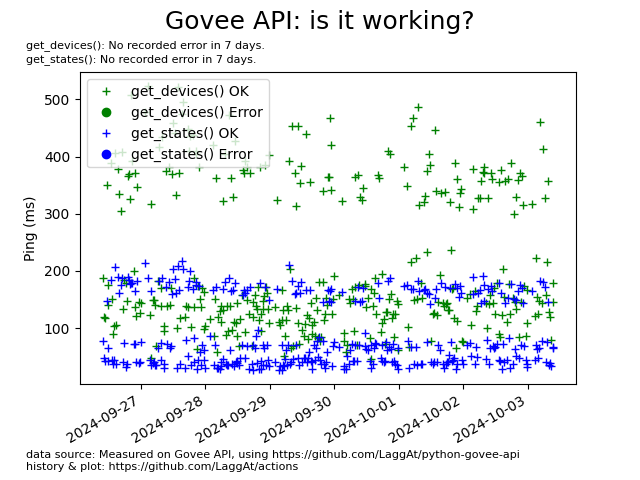 Govee API: is it working?
get_devices(): No recorded error in 7 days.
get_states(): No recorded error in 7 days.
get_devices() OK
get_devices() Error
get_states() OK
get_states() Error
500
400
300
200
100
Ping (ms)
2024-09-27
2024-09-28
2024-09-29
2024-09-30
2024-10-01
2024-10-02
2024-10-03
data source: Measured on Govee API, using https://github.com/LaggAt/python-govee-api
history & plot: https://github.com/LaggAt/actions